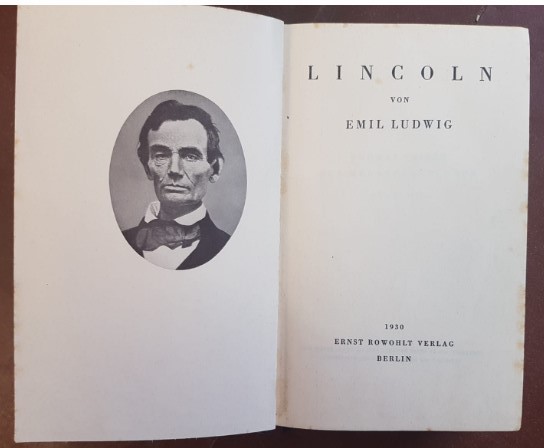 LINCOLN
VON
EMIL LUDWIG
1930
ERNST ROWOHLT VERLAG
BERLIN